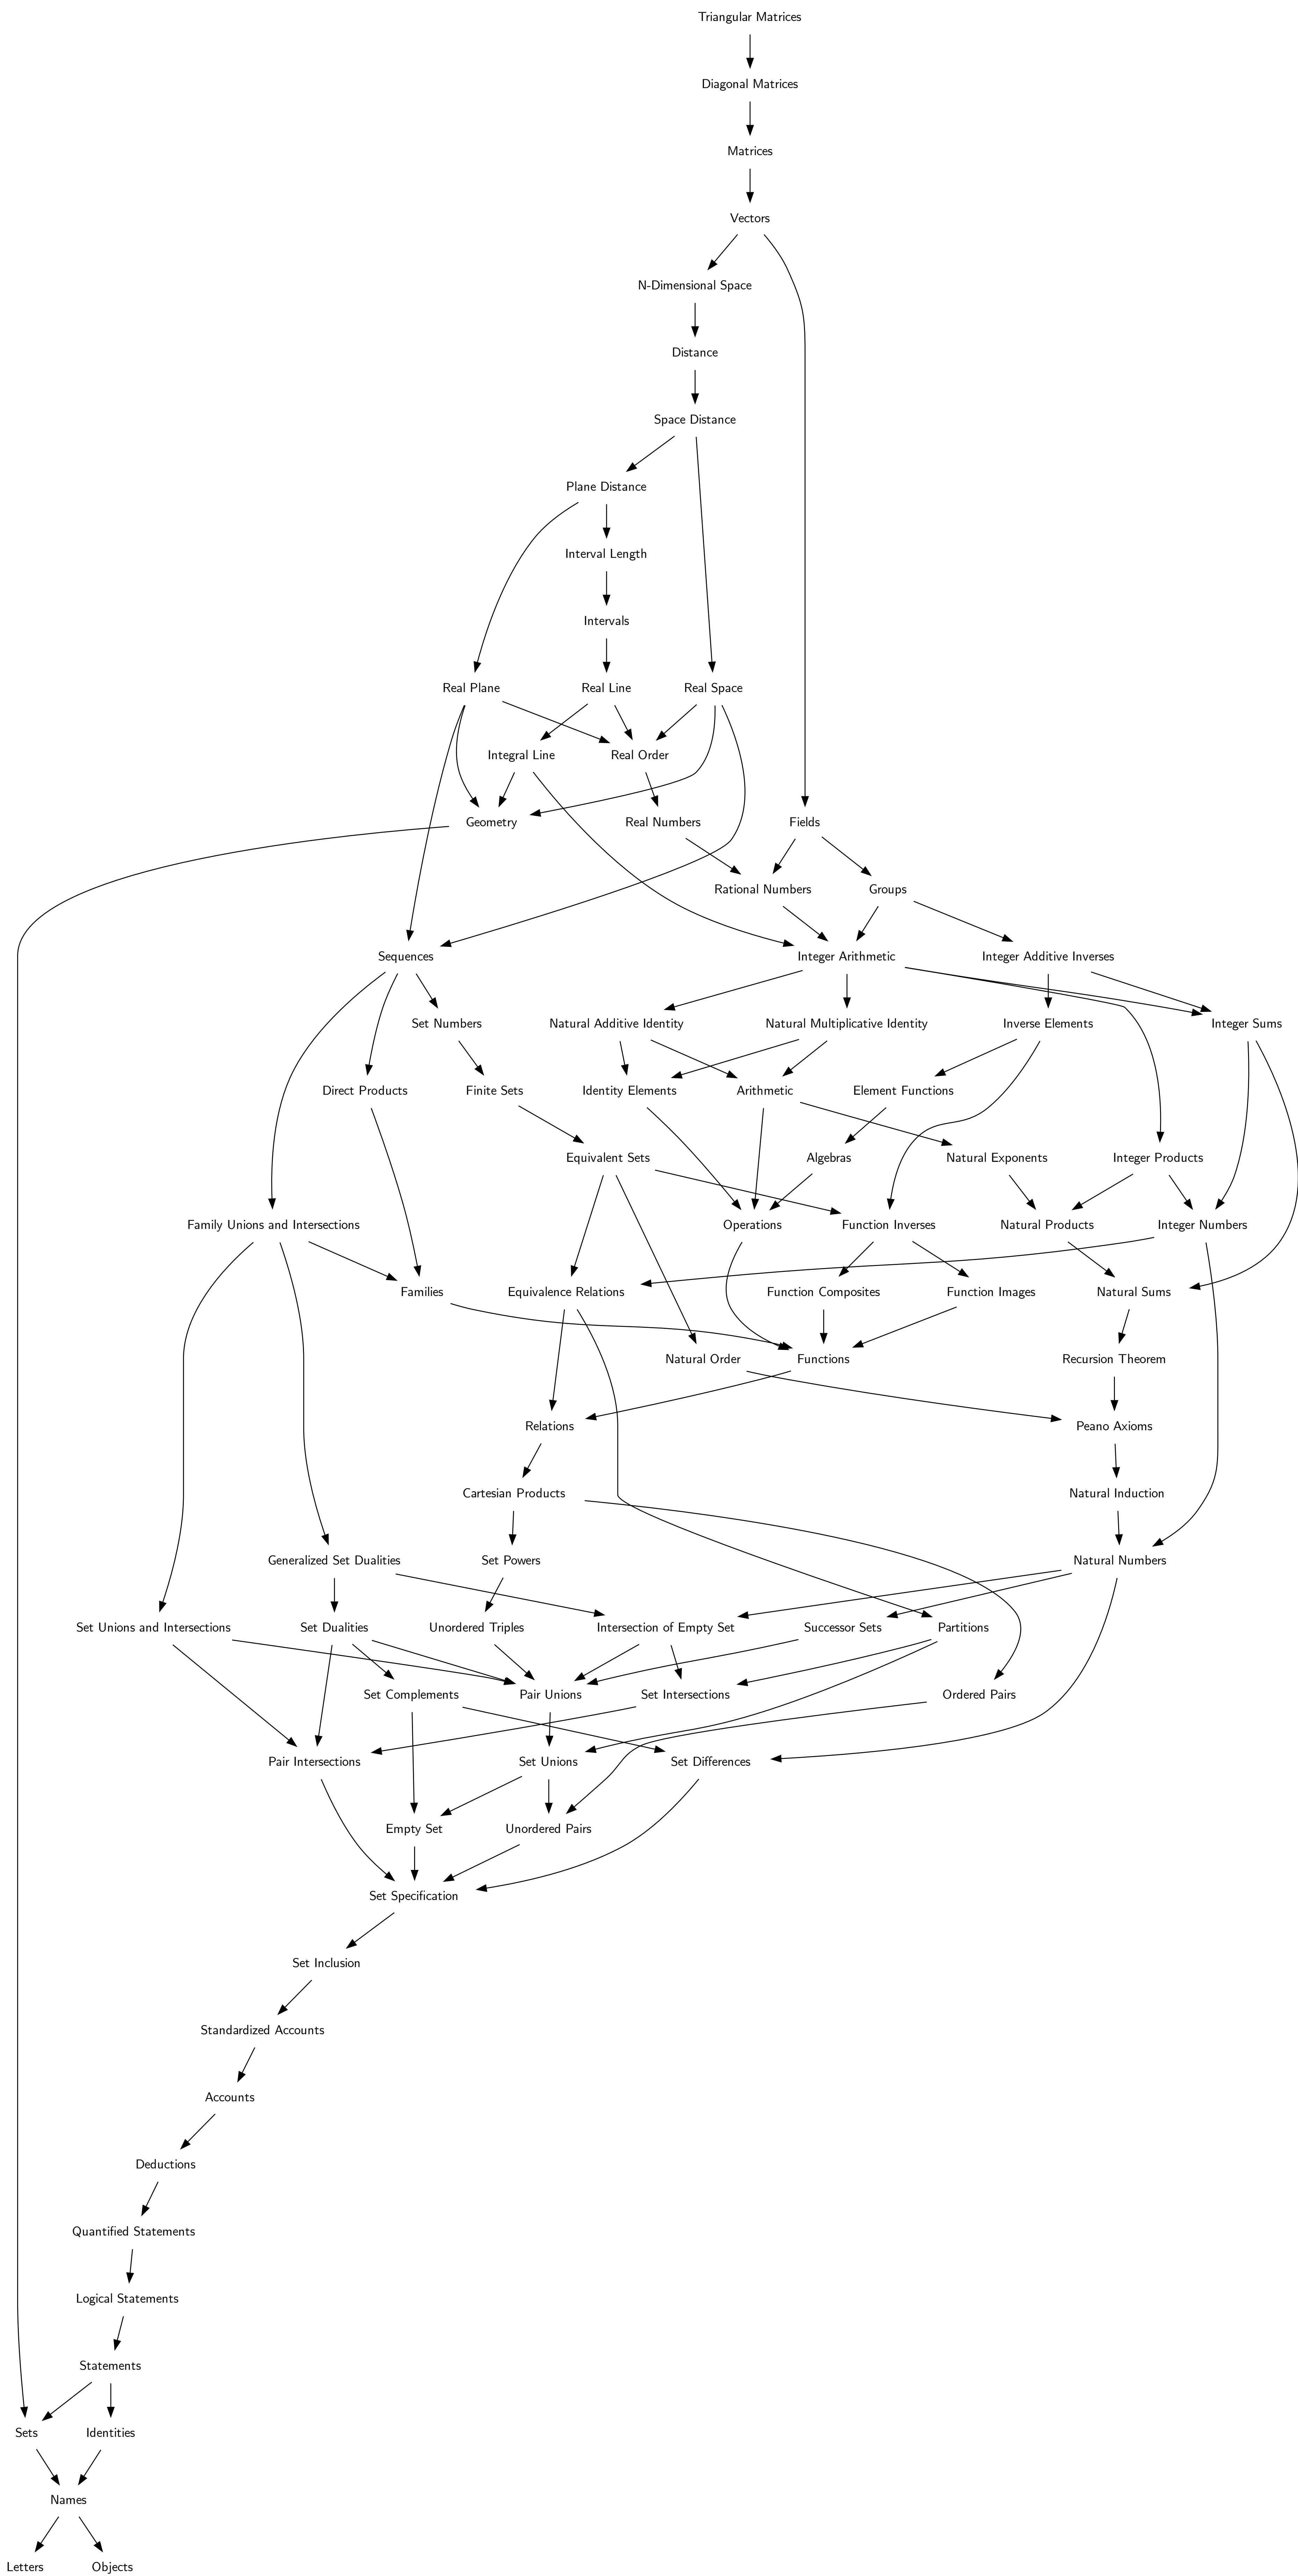 Triangular Matrices
Diagonal Matrices
Matrices
Vectors
N-Dimensional Space
Distance
Space Distance
Plane Distance
Interval Length
Intervals
Real Plane
Real Line
Real Space
Integral Line
Real Order
Geometry
Real Numbers
Fields
Rational Numbers
Groups
Sequences
Integer Arithmetic
Integer Additive Inverses
Set Numbers
Natural Additive Identity
Natural Multiplicative Identity
Inverse Elements
Integer Sums
Direct Products
Finite Sets
Identity Elements
Arithmetic
Element Functions
Equivalent Sets
Algebras
Natural Exponents
Integer Products
Family Unions and Intersections
Operations
Function Inverses
Natural Products
Integer Numbers
Families
Equivalence Relations
Function Composites
Function Images
Natural Sums
Natural Order
Functions
Recursion Theorem
Relations
Peano Axioms
Cartesian Products
Natural Induction
Generalized Set Dualities
Set Powers
Natural Numbers
Set Unions and Intersections
Set Dualities
Unordered Triples
Intersection of Empty Set
Successor Sets
Partitions
Set Complements
Pair Unions
Set Intersections
Ordered Pairs
Pair Intersections
Set Unions
Set Differences
Empty Set
Unordered Pairs
Set Specification
Set Inclusion
Standardized Accounts
Accounts
Deductions
Quantified Statements
Logical Statements
Statements
Sets
Identities
Names
Letters
Objects